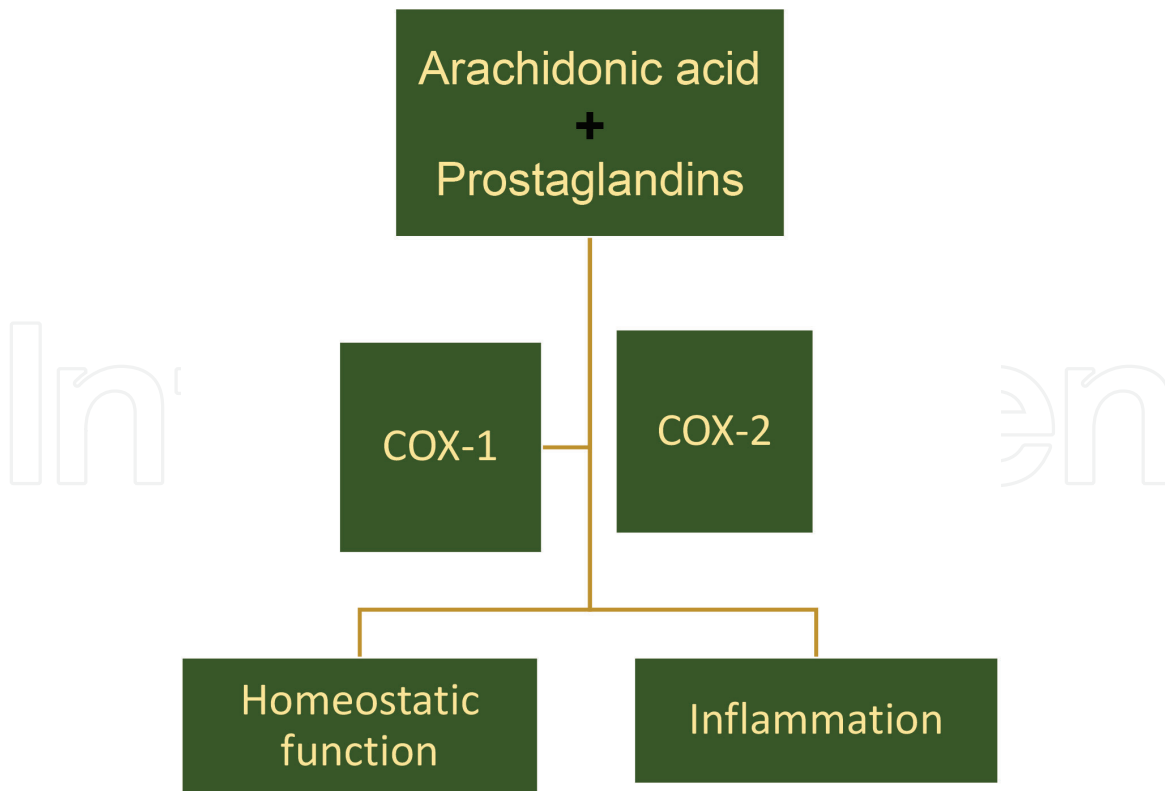 Arachidonic acid
+
Prostaglandins
COX-1
COX-2
Homeostatic
function
Inflammation